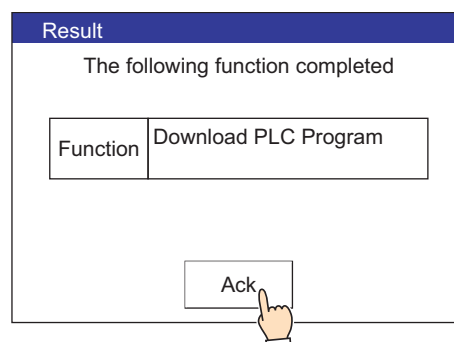 Result
The following function completed
Function
Download PLC Program
Ack